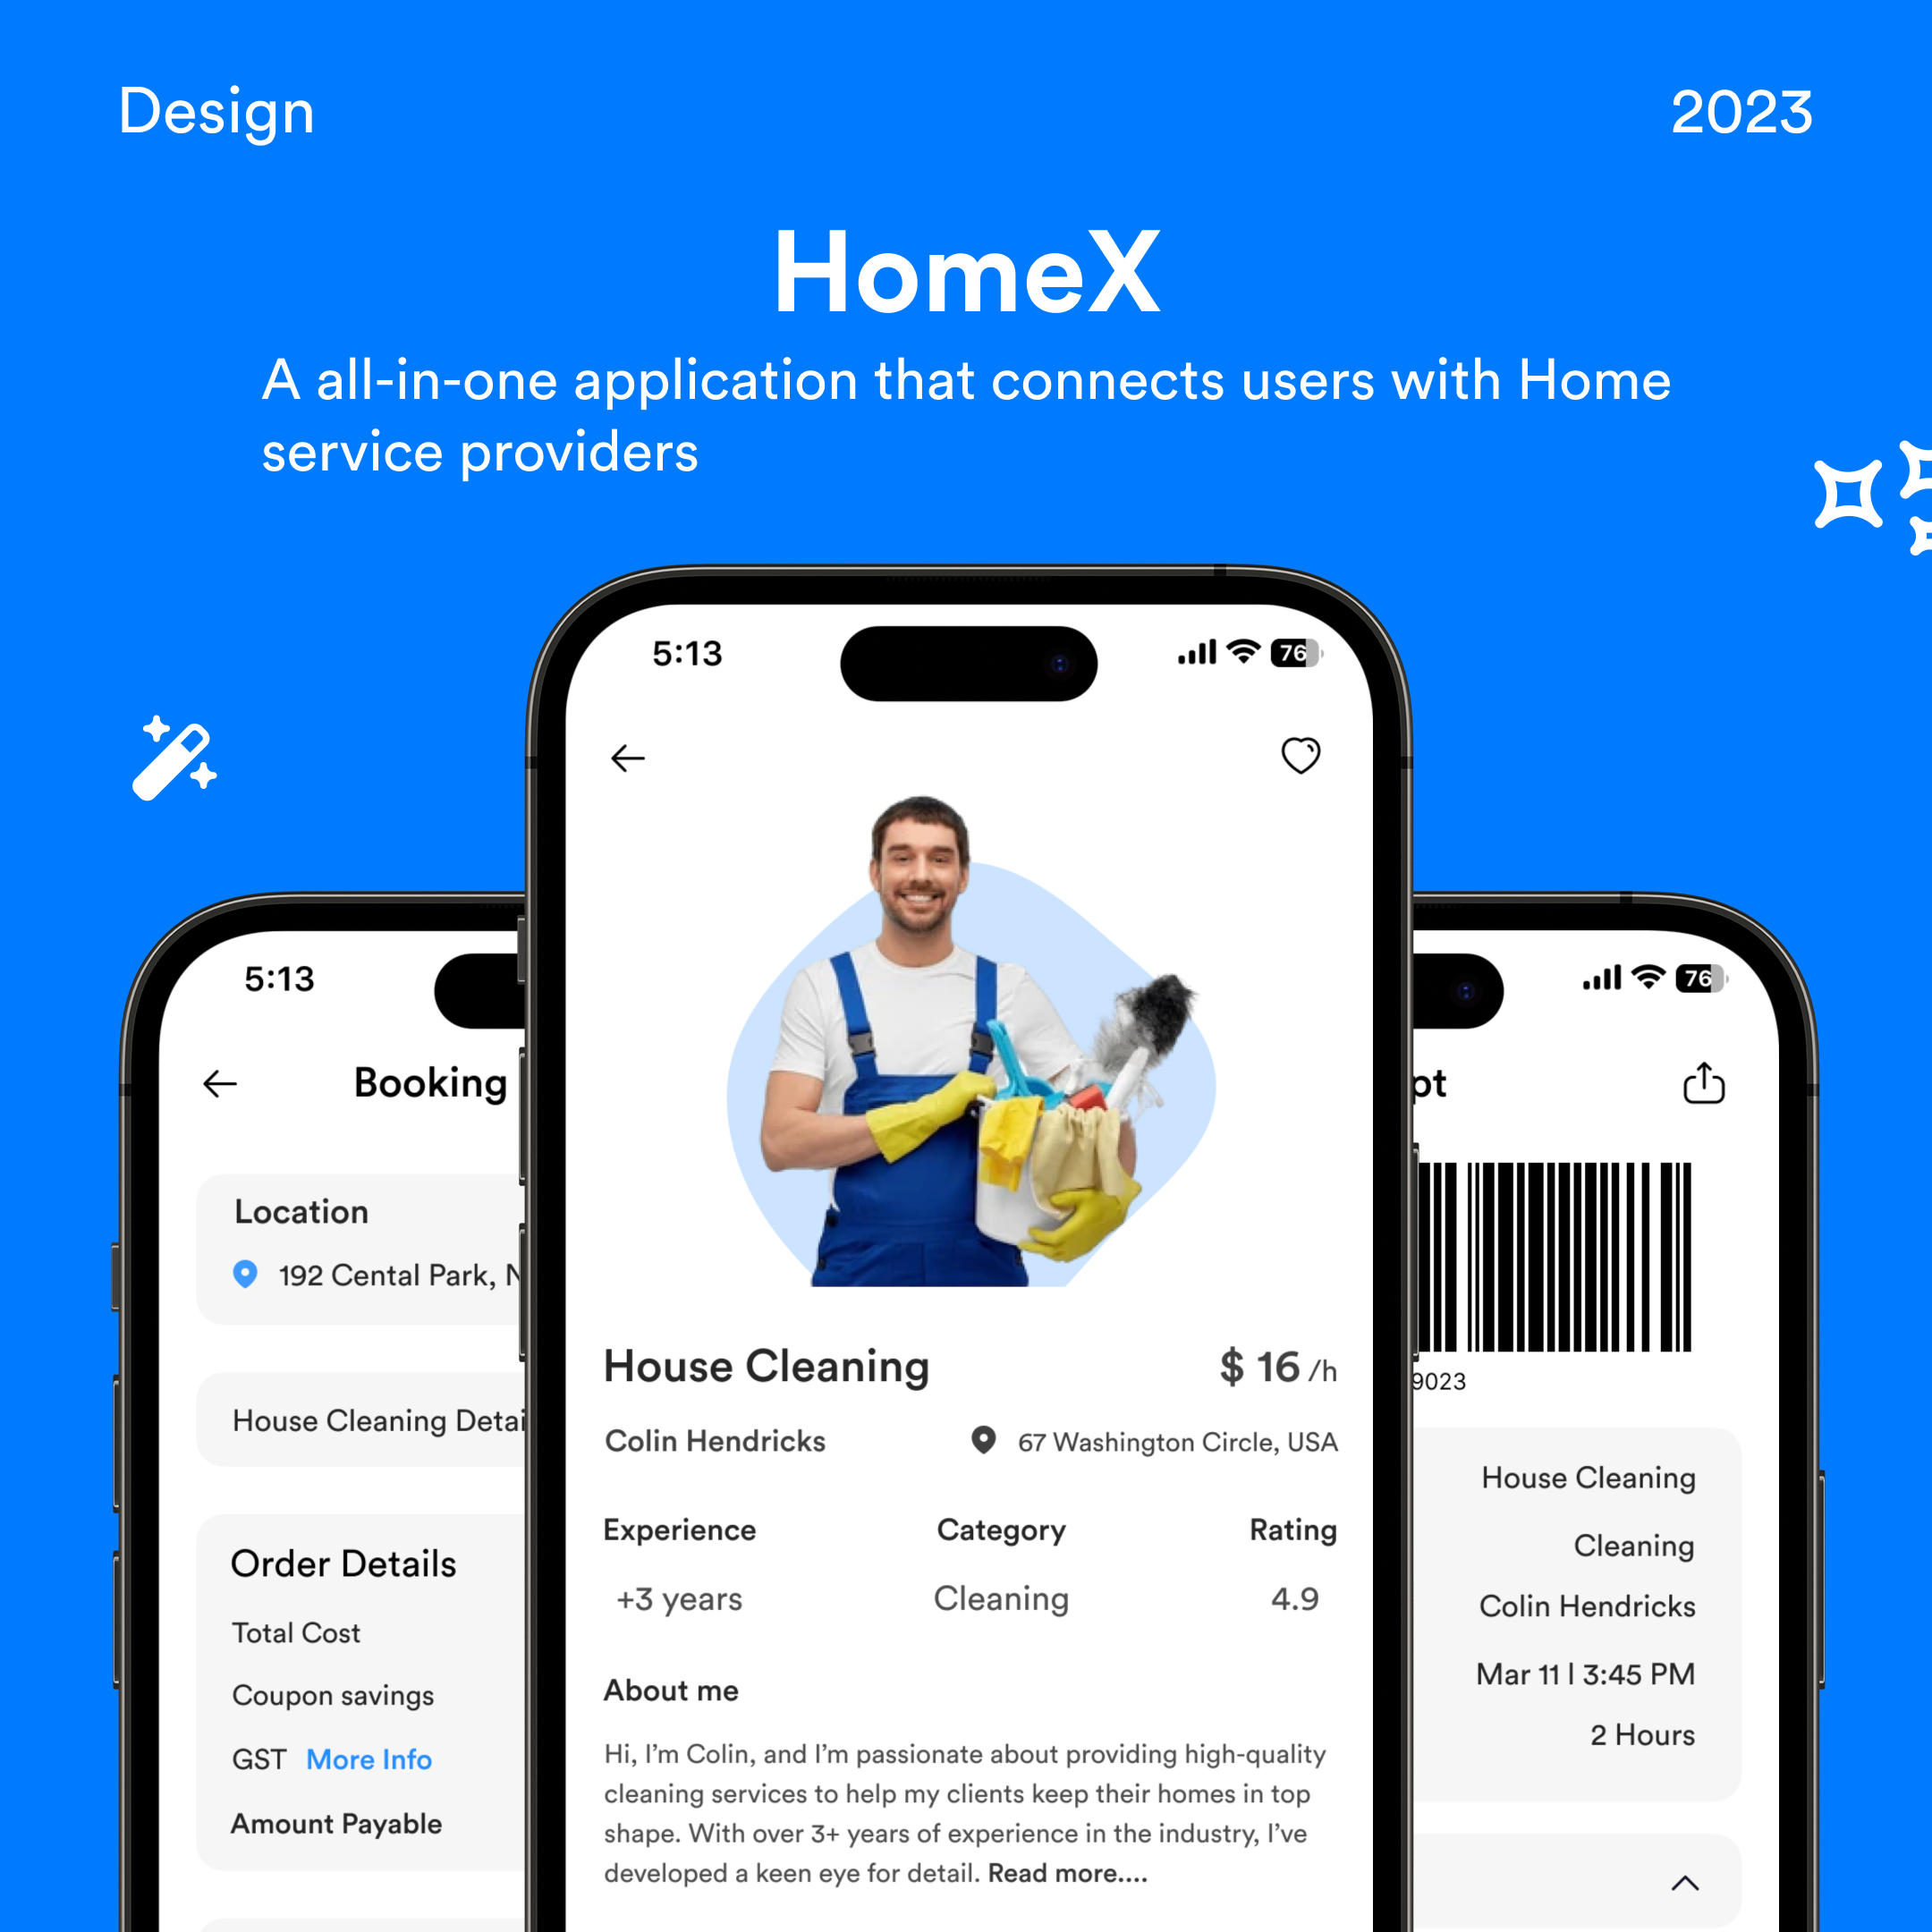 Design
2023
HomeX
A all-in-one application that connects users with Home
service providers
5:13
76
5:13
Booking
Location
192 Cental Park,
House Cleaning
Order Details
Total Cost
Coupon savings
GST More Info
Amount Payable
House Cleaning
$ 16 /h
Colin Hendricks
67 Washington Circle, USA
Experience
Category
Rating
+3 years
Cleaning
4.9
About me
Hi, I’m Colin, and I’m passionate about providing high-quality
cleaning services to help my clients keep their homes in top
shape. With over 3+ years of experience in the industry, I’ve
developed a keen eye for detail. Read more....
76
pt
9023
House Cleaning
Cleaning
Colin Hendricks
Mar 11 | 3:45 PM
2 Hours